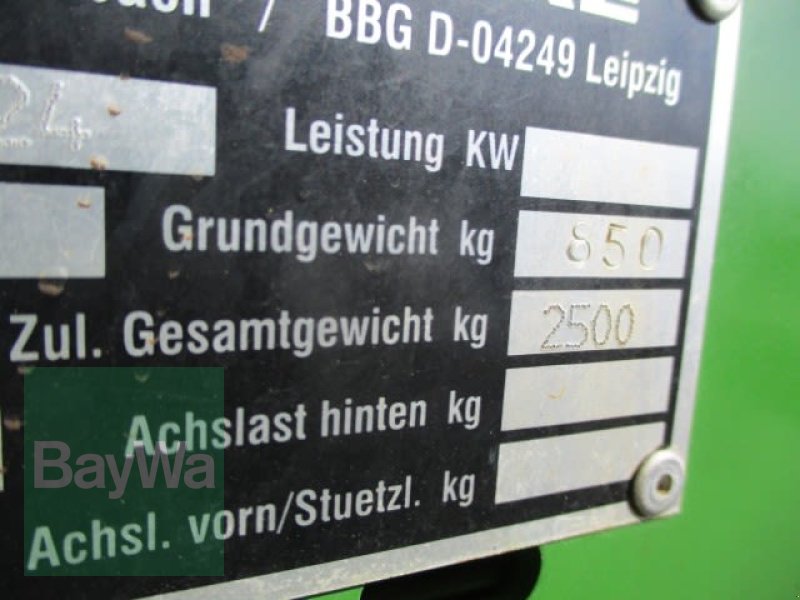 BBG D-04249 Leipzig
24
Leistung KW
Grundgewicht kg 850
Zul. Gesamtgewicht kg 2500
Achslast hinten kg
Achsl. vorn/Stuetzl. kg
BayWa